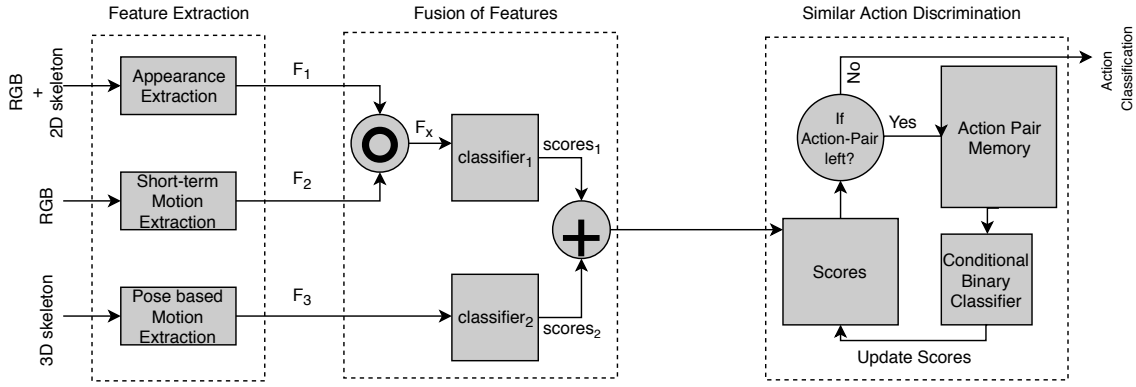 Feature Extraction
Fusion of Features
Similar Action Discrimination
RGB
+
2D skeleton
Appearance
Extraction
F1
RGB
Short-term
Motion
Extraction
F2
3D skeleton
Pose based
Motion
Extraction
F3
Fx
classifier1
scores1
classifier2
scores2
Scores
If
Action-Pair
left?
No
Yes
Action Pair
Memory
Conditional
Binary
Classifier
Update Scores
Action
Classification